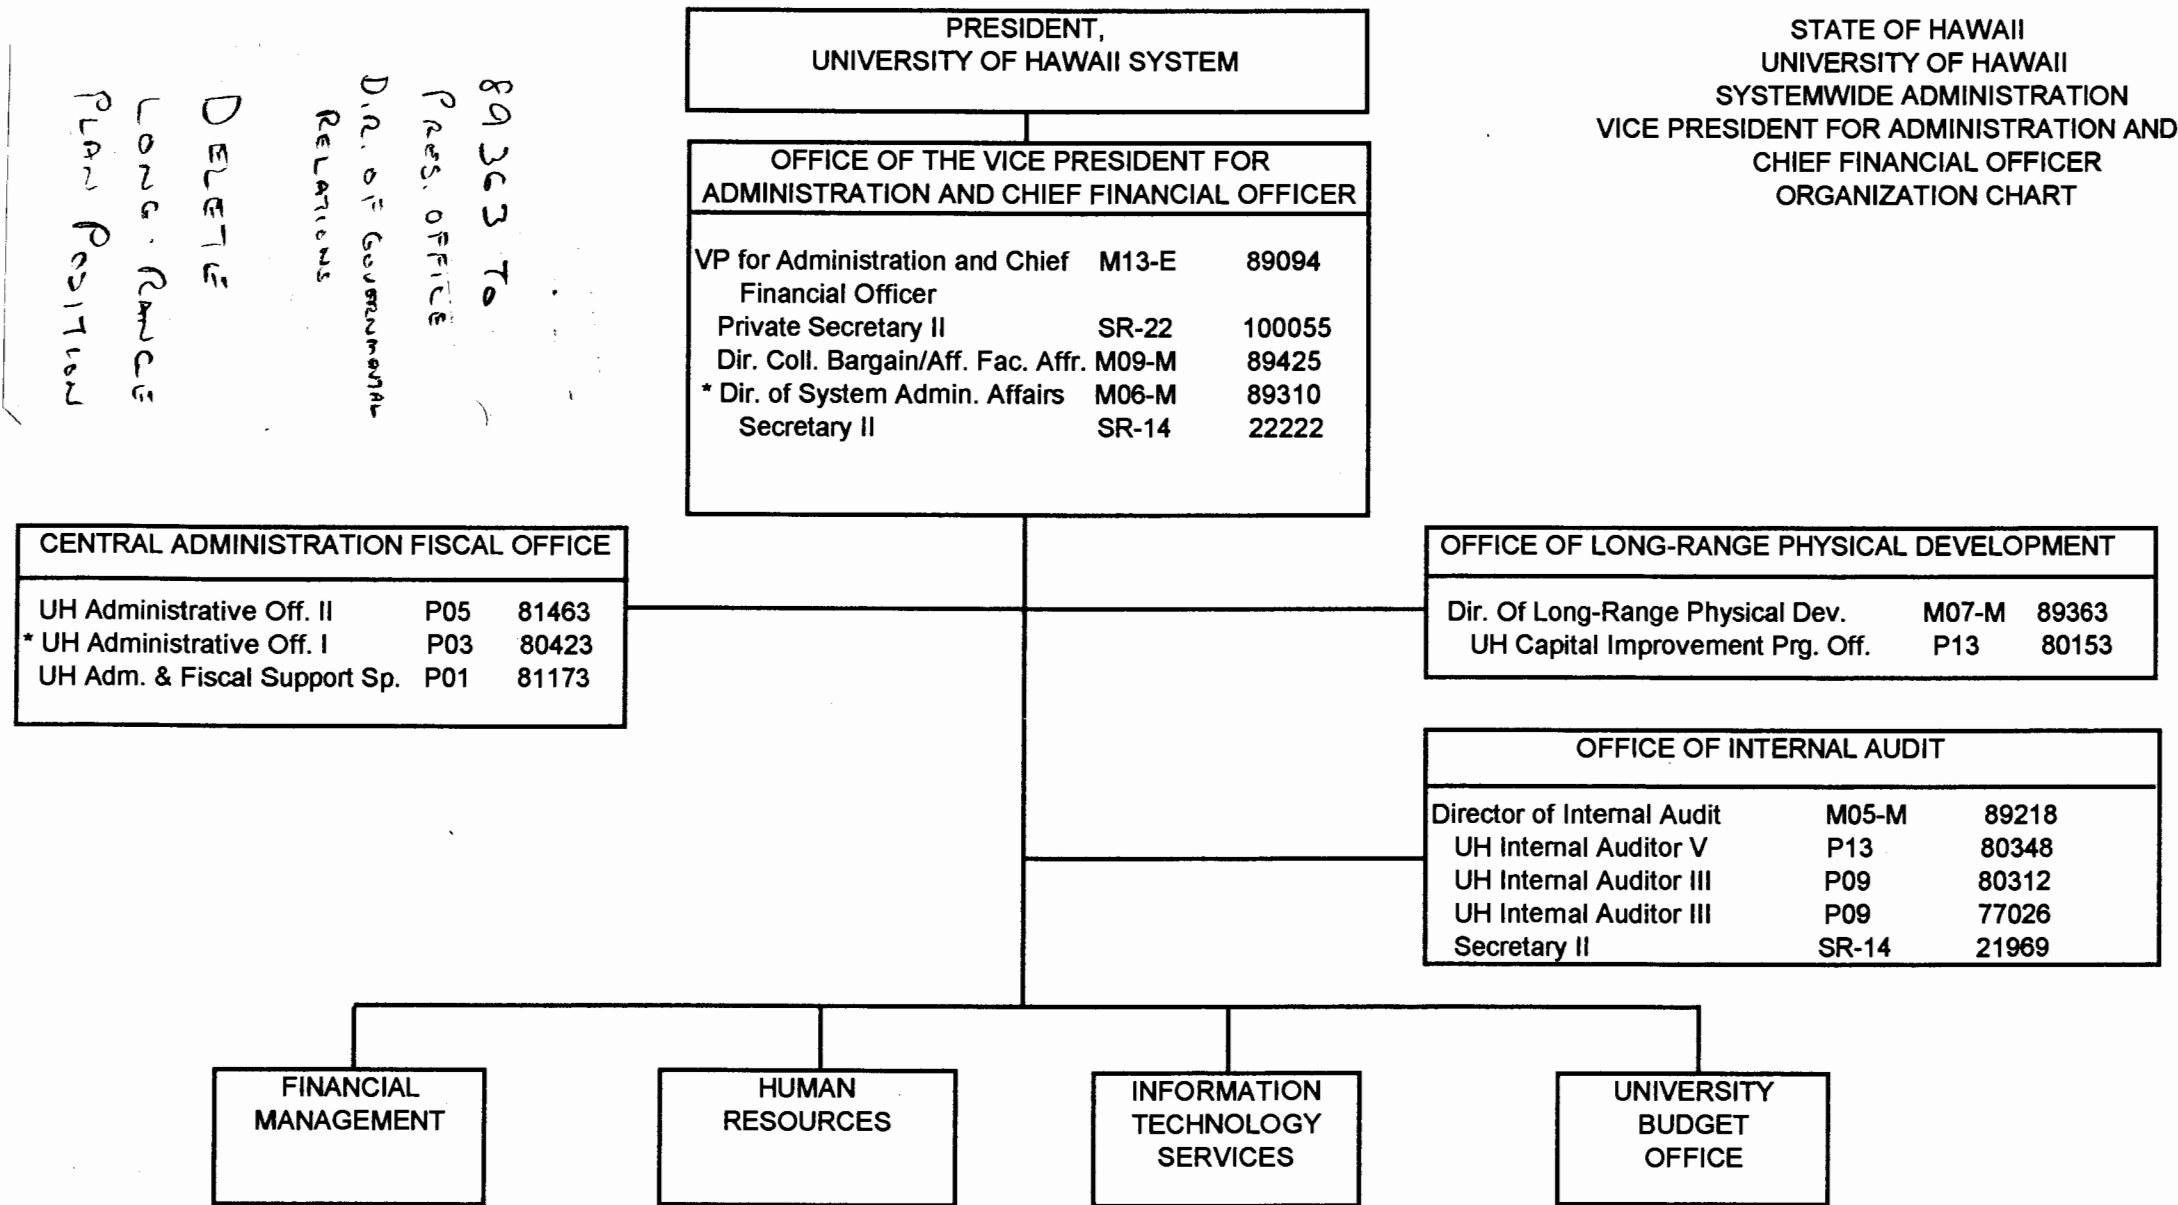 PRESIDENT,
UNIVERSITY OF HAWAII SYSTEM
STATE OF HAWAII
UNIVERSITY OF HAWAII
SYSTEMWIDE ADMINISTRATION
VICE PRESIDENT FOR ADMINISTRATION AND
CHIEF FINANCIAL OFFICER
ORGANIZATION CHART
89363 TO
PRES. OFFICE
DIR. OF GOVERNMENTAL
RELATIONS
DELETE
LONG-RANGE
PLAN POSITION
OFFICE OF THE VICE PRESIDENT FOR
ADMINISTRATION AND CHIEF FINANCIAL OFFICER
VP for Administration and Chief M13-E 89094
Financial Officer
Private Secretary II SR-22 100055
Dir. Coll. Bargain/Aff. Fac. Affr. M09-M 89425
* Dir. of System Admin. Affairs M06-M 89310
Secretary II SR-14 22222
CENTRAL ADMINISTRATION FISCAL OFFICE
UH Administrative Off. II P05 81463
* UH Administrative Off. I P03 80423
UH Adm. & Fiscal Support Sp. P01 81173
OFFICE OF LONG-RANGE PHYSICAL DEVELOPMENT
Dir. Of Long-Range Physical Dev. M07-M 89363
UH Capital Improvement Prg. Off. P13 80153
OFFICE OF INTERNAL AUDIT
Director of Internal Audit M05-M 89218
UH Internal Auditor V P13 80348
UH Internal Auditor III P09 80312
UH Internal Auditor III P09 77026
Secretary II SR-14 21969
FINANCIAL
MANAGEMENT
HUMAN
RESOURCES
INFORMATION
TECHNOLOGY
SERVICES
UNIVERSITY
BUDGET
OFFICE